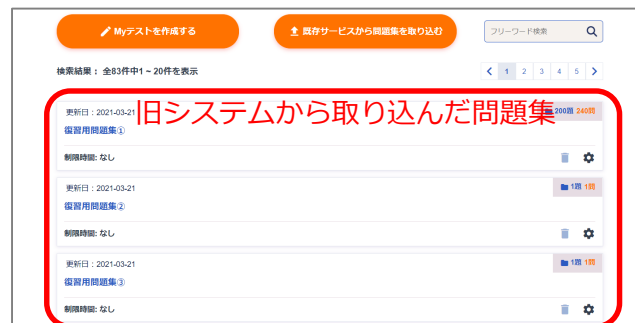 Myテストを作成する
既存サービスから問題集を取り込む
フリーワード検索
検索結果： 全83件中1 ~ 20件を表示
1 2 3 4 5
旧システムから取り込んだ問題集
更新日：2021-03-21
200題 240問
復習用問題集①
制限時間: なし
更新日：2021-03-21
1題 1問
復習用問題集②
制限時間: なし
更新日：2021-03-21
1題 1問
復習用問題集③
制限時間: なし